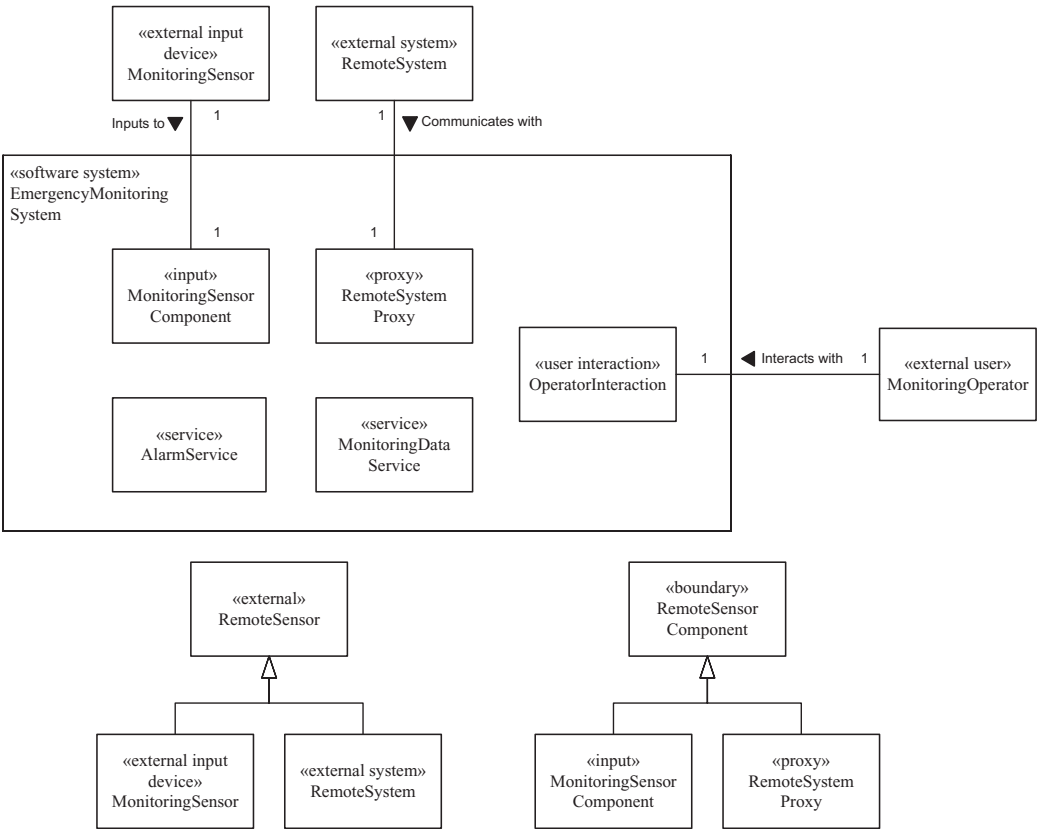 «external input
device»
MonitoringSensor
«external system»
RemoteSystem
Inputs to
1
1
Communicates with
«software system»
EmergencyMonitoring
System
1
1
«input»
MonitoringSensor
Component
«proxy»
RemoteSystem
Proxy
«user interaction»
OperatorInteraction
1
Interacts with
1
«external user»
MonitoringOperator
«service»
AlarmService
«service»
MonitoringData
Service
«external»
RemoteSensor
«boundary»
RemoteSensor
Component
«external input
device»
MonitoringSensor
«external system»
RemoteSystem
«input»
MonitoringSensor
Component
«proxy»
RemoteSystem
Proxy